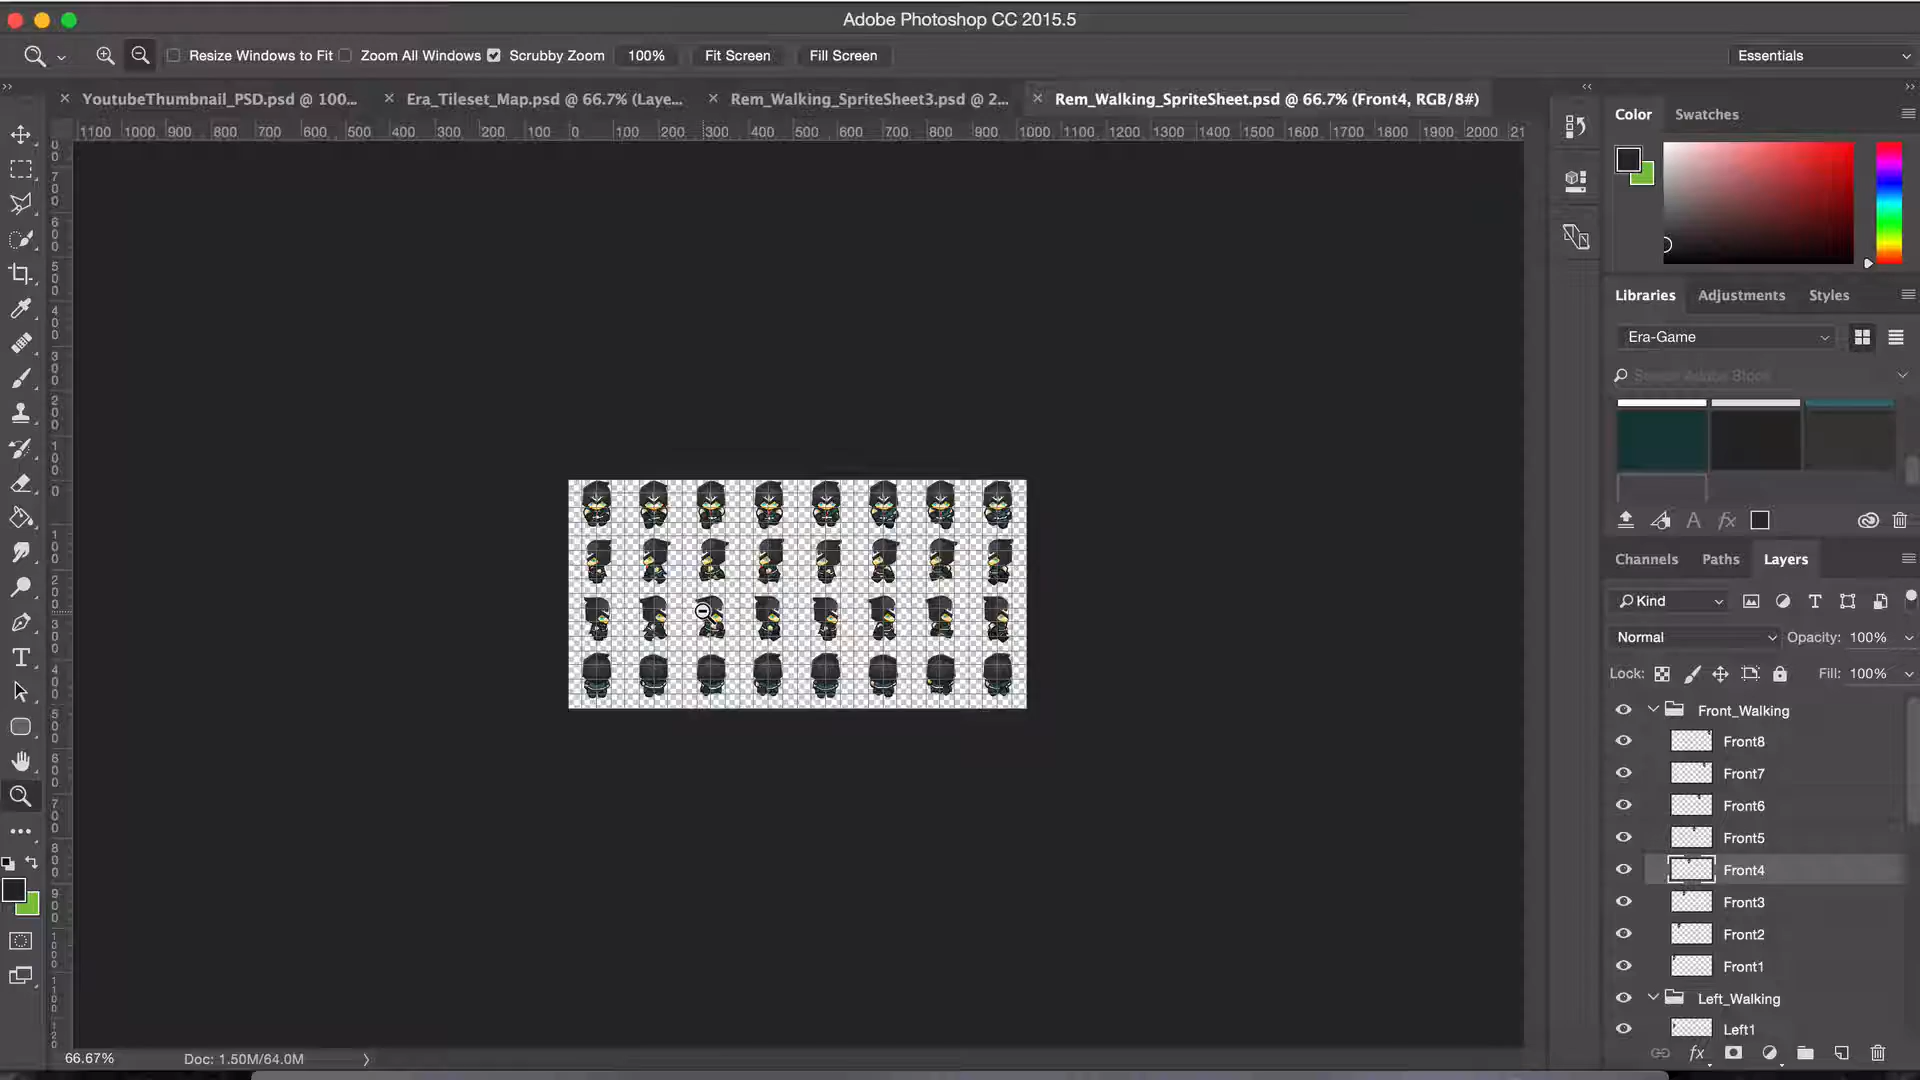 Adobe Photoshop CC 2015.5
Resize Windows to Fit Zoom All Windows Scrubby Zoom 100% Fit Screen Fill Screen Essentials
YoutubeThumbnail_PSD.psd @ 100... Era_Tileset_Map.psd @ 66.7% (Laye... Rem_Walking_SpriteSheet3.psd @ 2... Rem_Walking_SpriteSheet.psd @ 66.7% (Front4, RGB/8#)
1100 1000 900 800 700 600 500 400 300 200 100 0 100 200 300 400 500 600 700 800 900 1000 1100 1200 1300 1400 1500 1600 1700 1800 1900 2000 21
Color Swatches
Libraries Adjustments Styles
Era-Game
Search Adobe Stock
Channels Paths Layers
Kind
Normal Opacity: 100%
Lock: Fill: 100%
Front_Walking
Front8
Front7
Front6
Front5
Front4
Front3
Front2
Front1
Left_Walking
Left1
66.67% Doc: 1.50M/64.0M